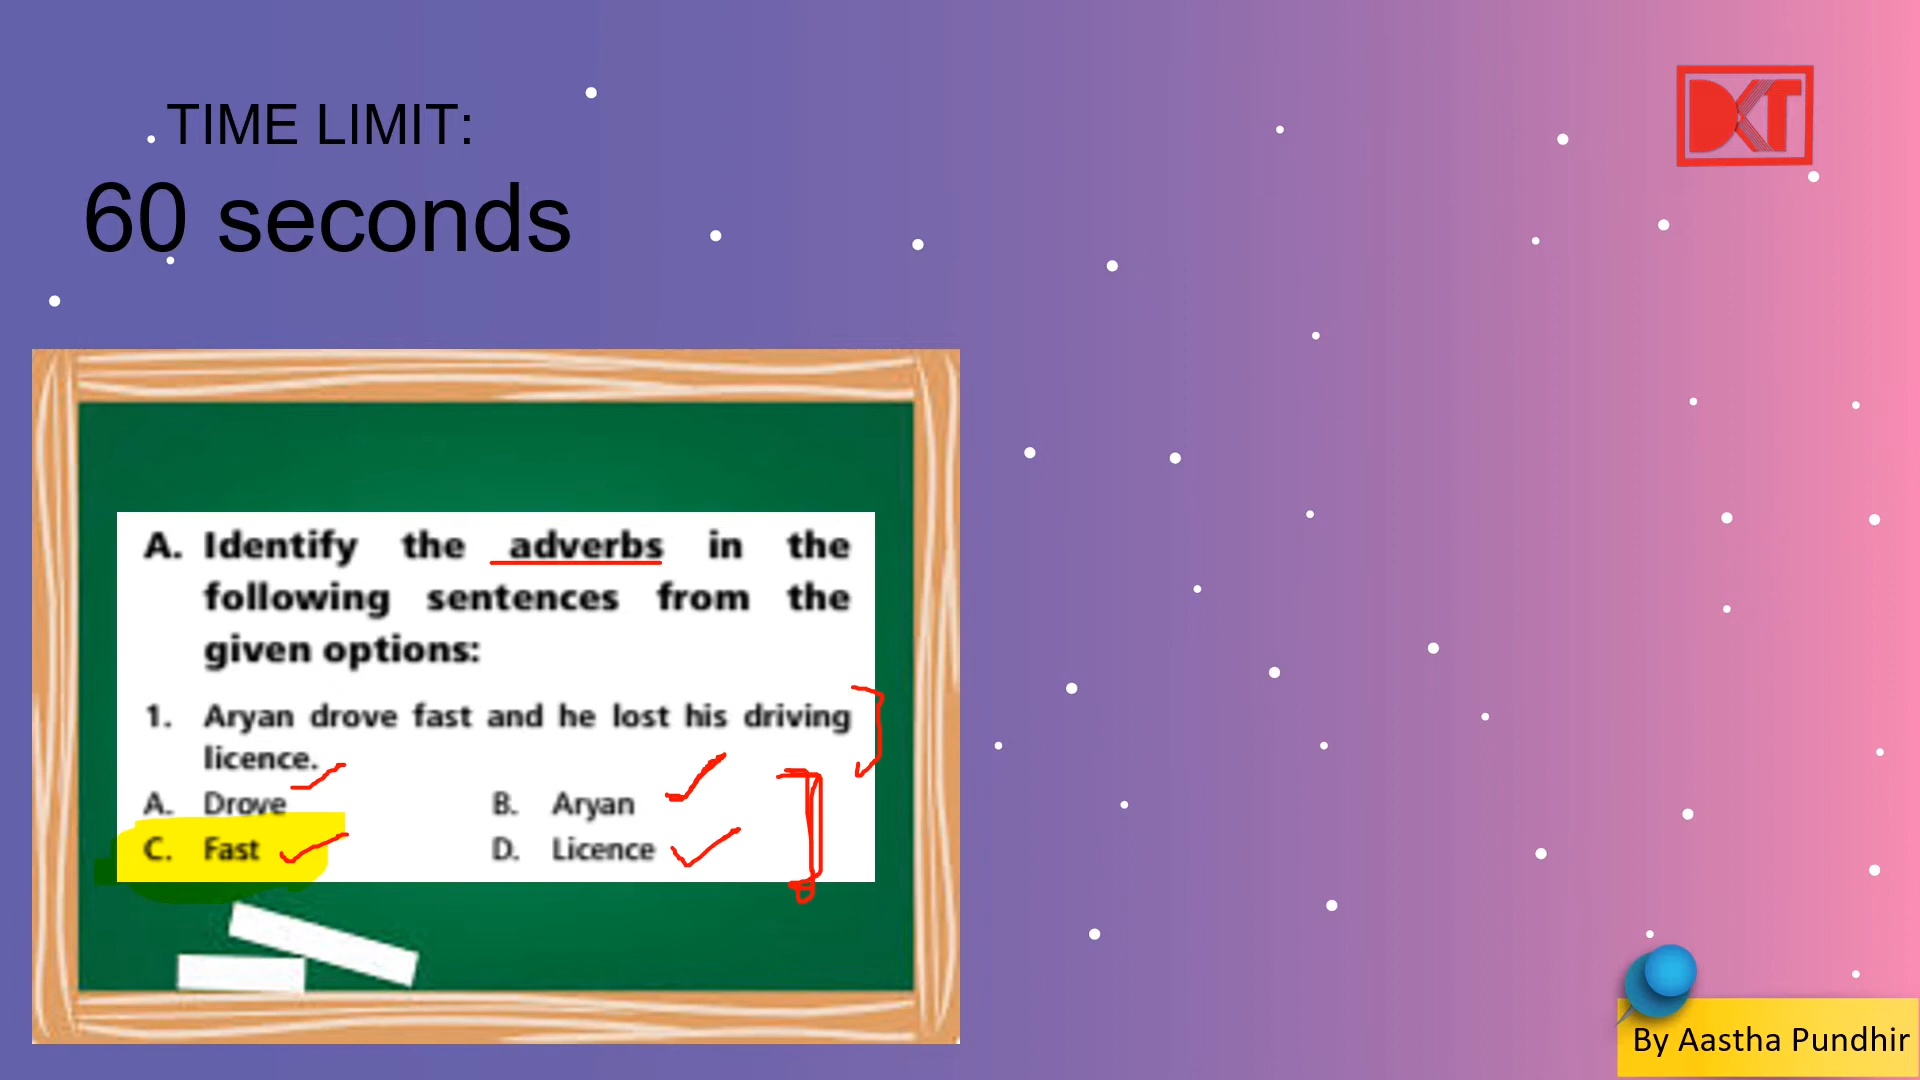 TIME LIMIT:
60 seconds
DKT
A. Identify the adverbs in the
following sentences from the
given options:
1. Aryan drove fast and he lost his driving
licence.
A. Drove B. Aryan
C. Fast D. Licence
By Aastha Pundhir